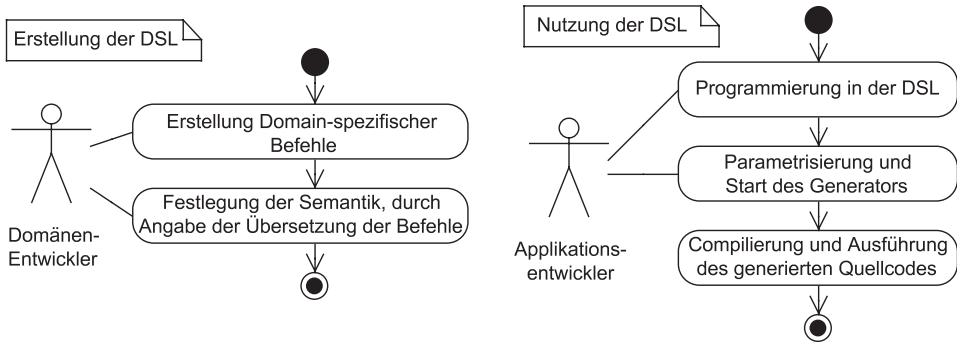 Erstellung der DSL
Erstellung Domain-spezifischer
Befehle
Festlegung der Semantik, durch
Angabe der Übersetzung der Befehle
Domänen-
Entwickler
Nutzung der DSL
Programmierung in der DSL
Parametrisierung und
Start des Generators
Compilierung und Ausführung
des generierten Quellcodes
Applikations-
entwickler